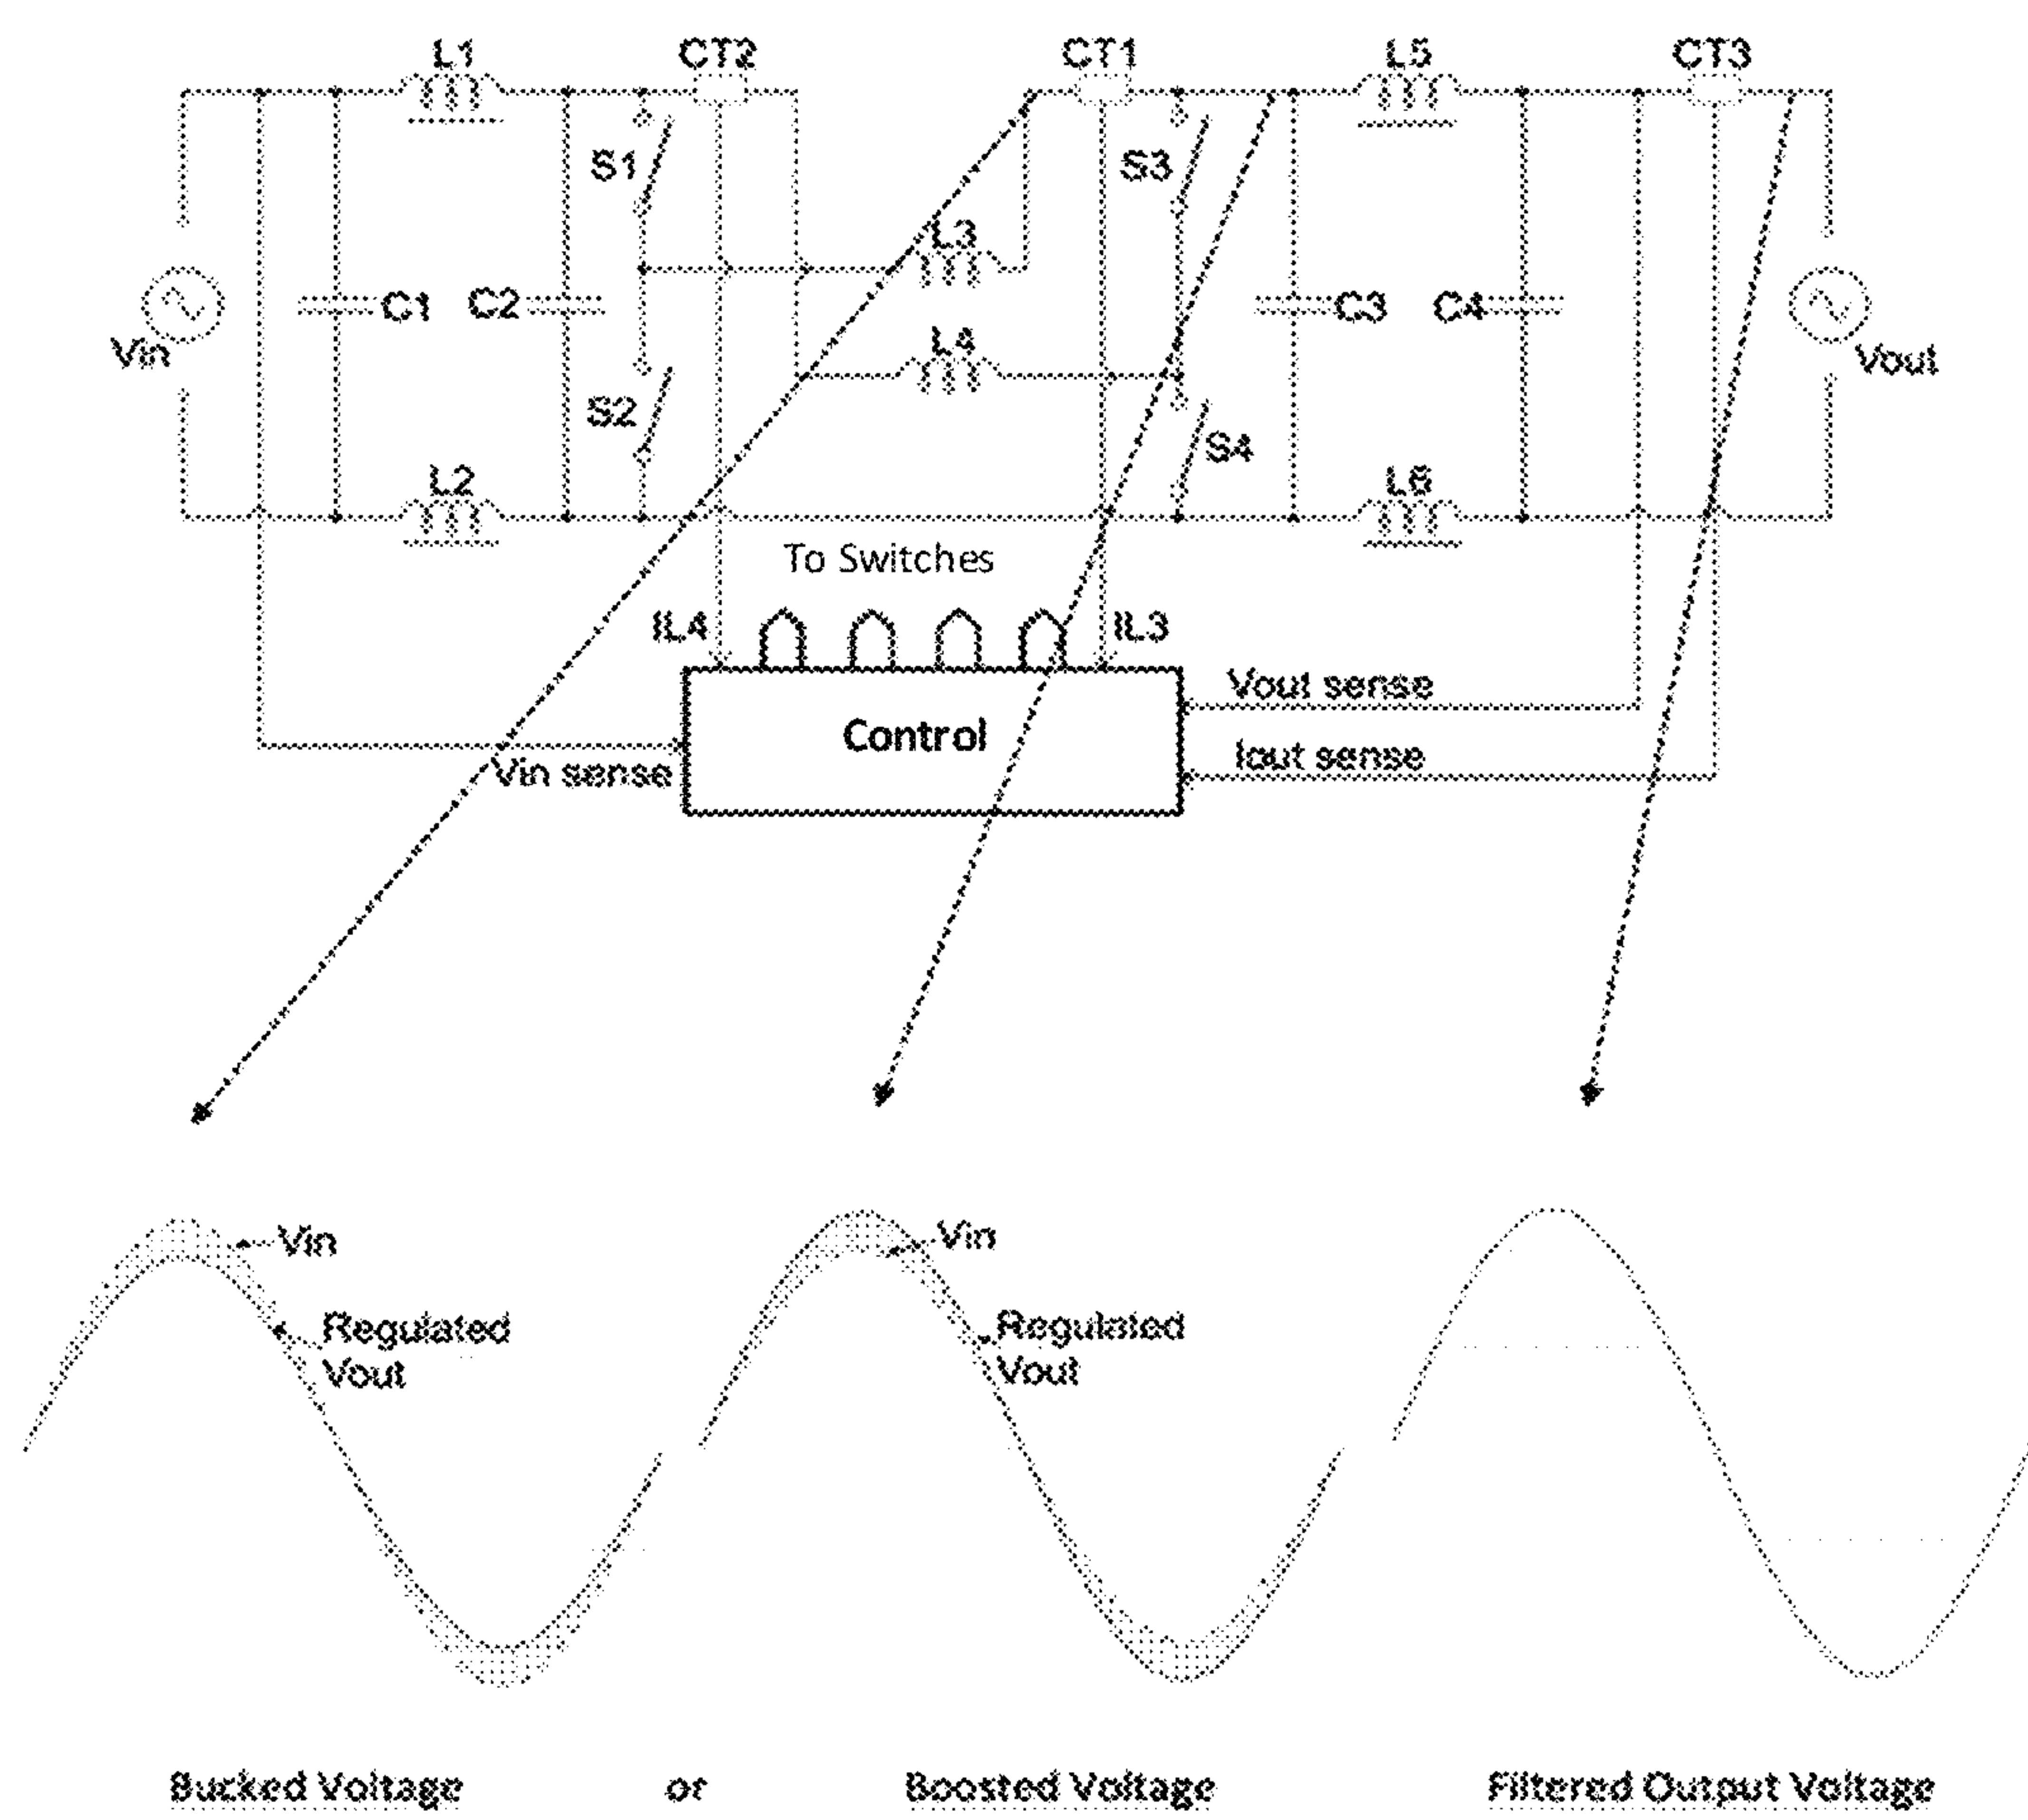 L1
CT2
CT1
L5
CT3
S1
S3
L3
C1
C2
C3
C4
Vin
L4
Vout
S2
S4
L2
L6
To Switches
IL4
IL3
Vout sense
Control
Iout sense
Vin sense
Vin
Regulated
Vout
Vin
Regulated
Vout
Bucked Voltage or Boosted Voltage Filtered Output Voltage